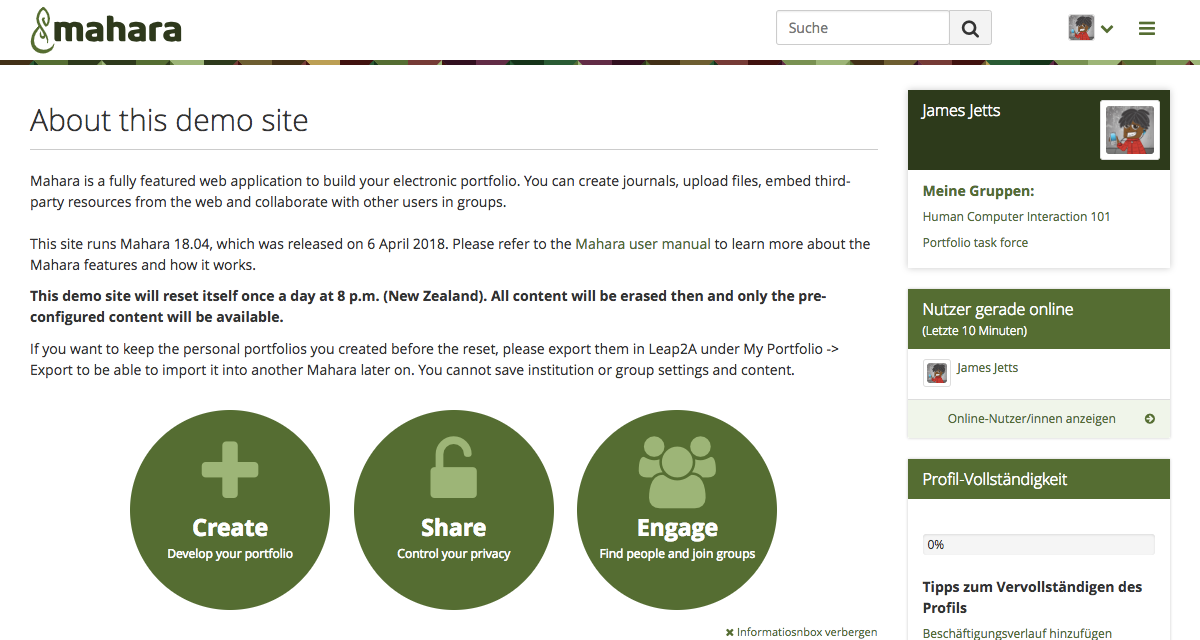 mahara
Suche
About this demo site
Mahara is a fully featured web application to build your electronic portfolio. You can create journals, upload files, embed third-
party resources from the web and collaborate with other users in groups.
This site runs Mahara 18.04, which was released on 6 April 2018. Please refer to the Mahara user manual to learn more about the
Mahara features and how it works.
This demo site will reset itself once a day at 8 p.m. (New Zealand). All content will be erased then and only the pre-
configured content will be available.
If you want to keep the personal portfolios you created before the reset, please export them in Leap2A under My Portfolio ->
Export to be able to import it into another Mahara later on. You cannot save institution or group settings and content.
Create
Develop your portfolio
Share
Control your privacy
Engage
Find people and join groups
Informatiosnbox verbergen
James Jetts
Meine Gruppen:
Human Computer Interaction 101
Portfolio task force
Nutzer gerade online
(Letzte 10 Minuten)
James Jetts
Online-Nutzer/innen anzeigen
Profil-Vollständigkeit
0%
Tipps zum Vervollständigen des
Profils
Beschäftigungsverlauf hinzufügen